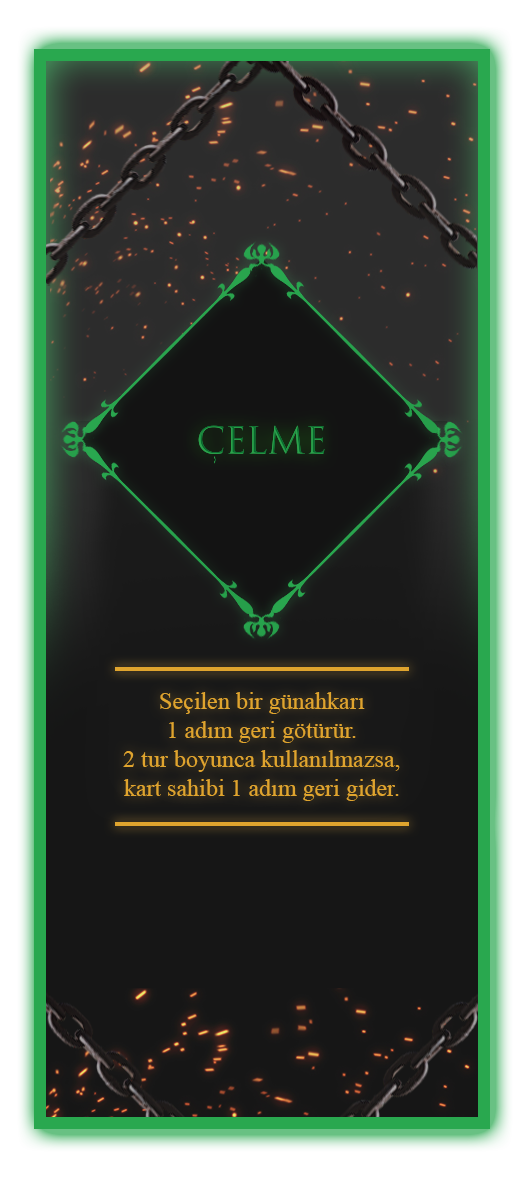 ÇELME
Seçilen bir günahkarı
1 adım geri götürür.
2 tur boyunca kullanılmazsa,
kart sahibi 1 adım geri gider.